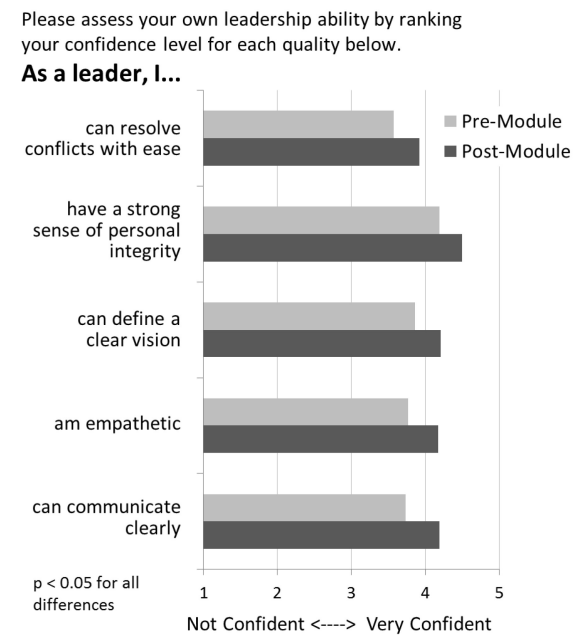 Please assess your own leadership ability by ranking
your confidence level for each quality below.
As a leader, I...
Pre-Module
Post-Module
can resolve
conflicts with ease
have a strong
sense of personal
integrity
can define a
clear vision
am empathetic
can communicate
clearly
p < 0.05 for all
differences
1 2 3 4 5
Not Confident <----> Very Confident